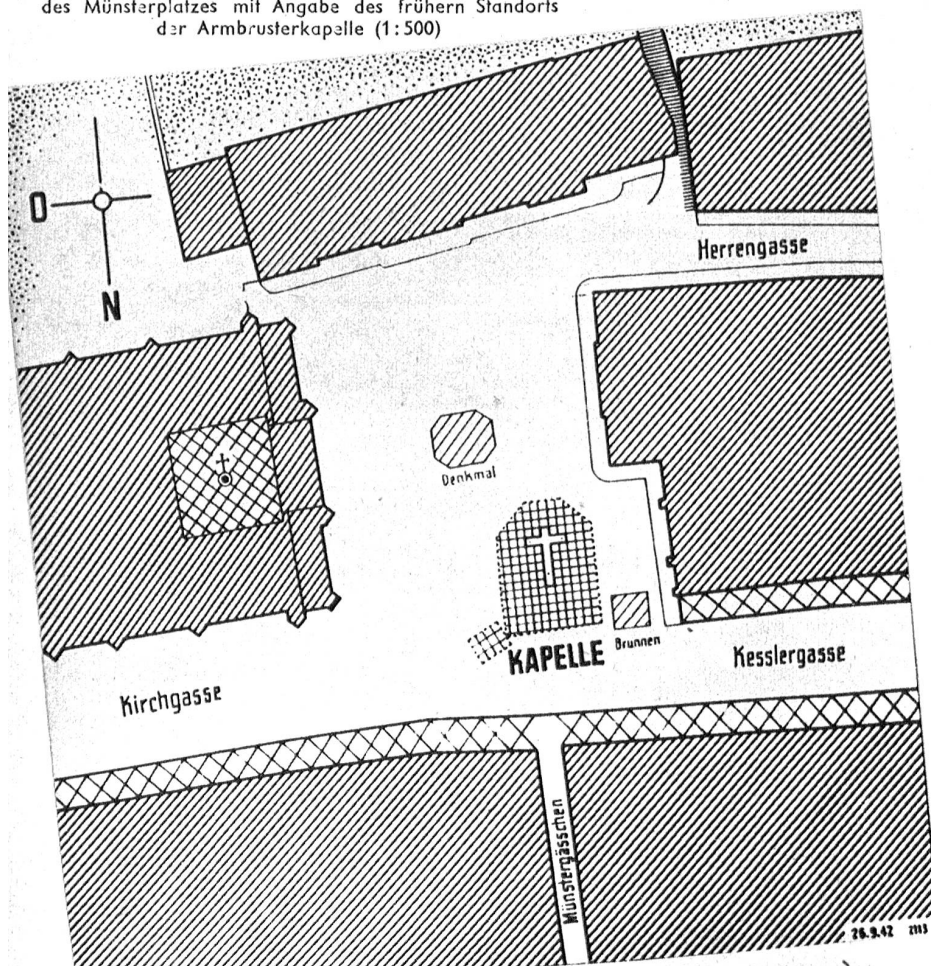 des Münsterplatzes mit Angabe des frühern Standorts
der Armbrusterkapelle (1:500)
O
N
Herrengasse
Denkmal
KAPELLE
Brunnen
Kesslergasse
Kirchgasse
Münstergässchen
26.9.42 2113